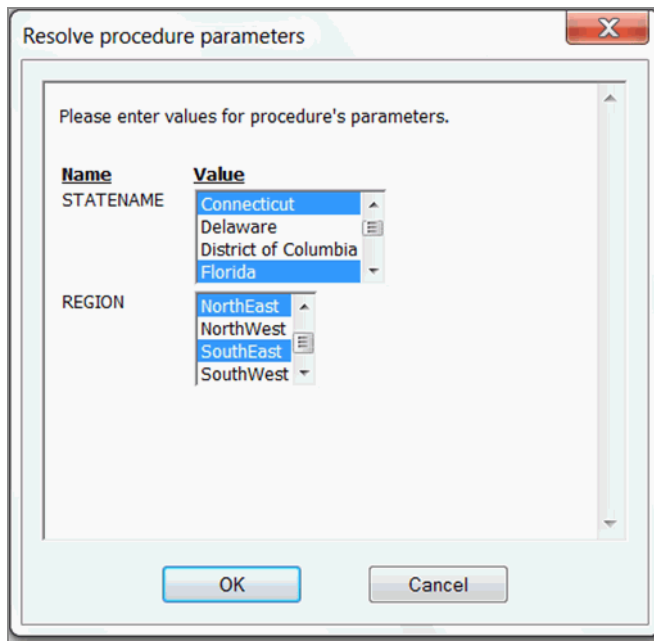 Resolve procedure parameters
Please enter values for procedure's parameters.
Name Value
STATENAME
Connecticut
Delaware
District of Columbia
Florida
REGION
NorthEast
NorthWest
SouthEast
SouthWest
OK Cancel